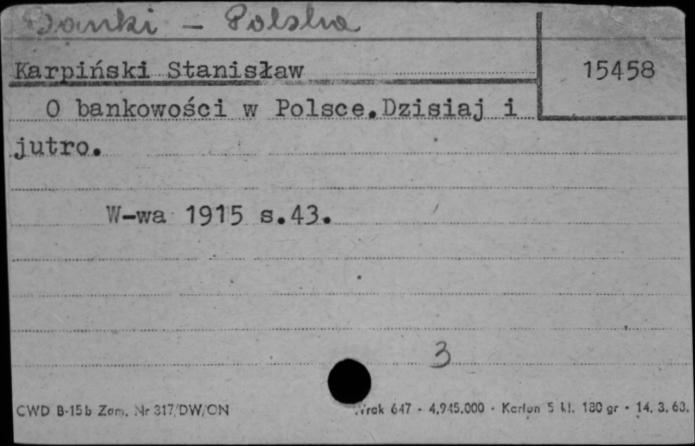 Banki - Polska
Karpiński Stanisław 15458
O bankowości w Polsce.Dzisiaj i
jutro.
W-wa 1915 s.43.
3
CWD B-15b Zam. Nr 317/DW/ON 647 - 4.945.000 - Karton 5 kl. 180 gr - 14. 3. 63.